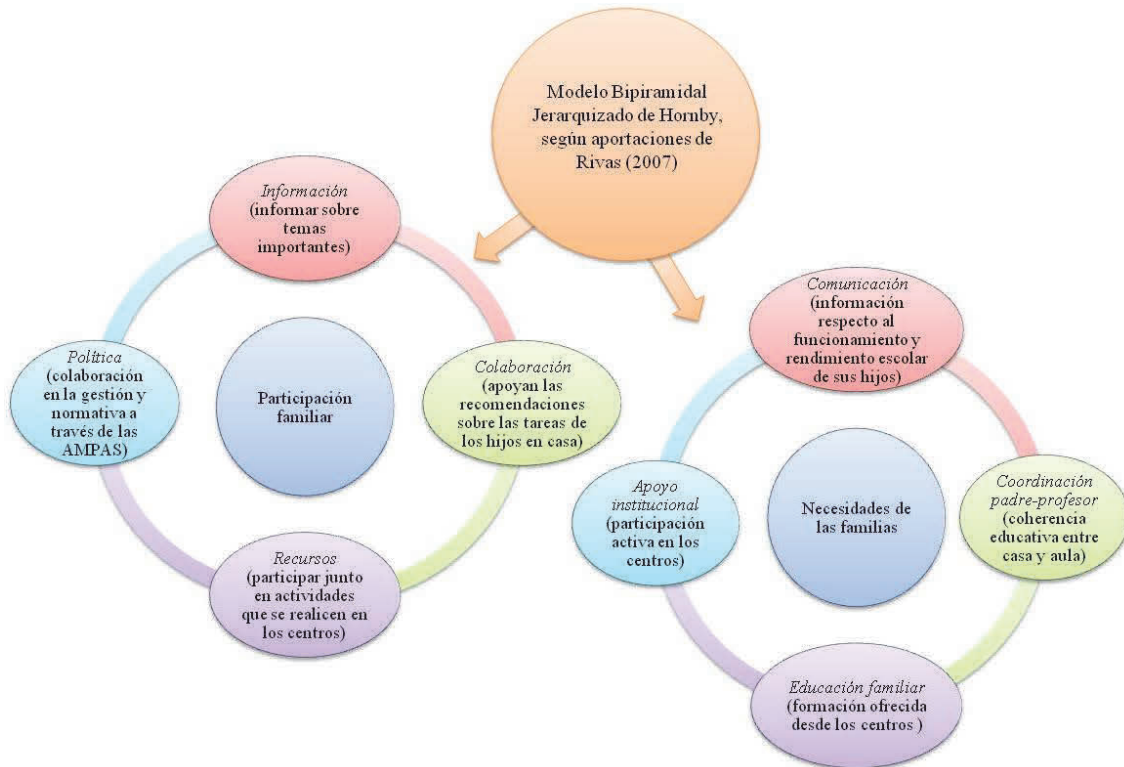 Modelo Bipiramidal
Jerarquizado de Hornby,
según aportaciones de
Rivas (2007)
Información
(informar sobre
temas
importantes)
Política
(colaboración
en la gestión y
normativa a
través de las
AMPAS)
Participación
familiar
Colaboración
(apoyan las
recomendaciones
sobre las tareas de
los hijos en casa)
Recursos
(participar junto
en actividades
que se realicen en
los centros)
Comunicación
(información
respecto al
funcionamiento y
rendimiento escolar
de sus hijos)
Apoyo
institucional
(participación
activa en los
centros)
Necesidades de
las familias
Coordinación
padre-profesor
(coherencia
educativa entre
casa y aula)
Educación familiar
(formación ofrecida
desde los centros )